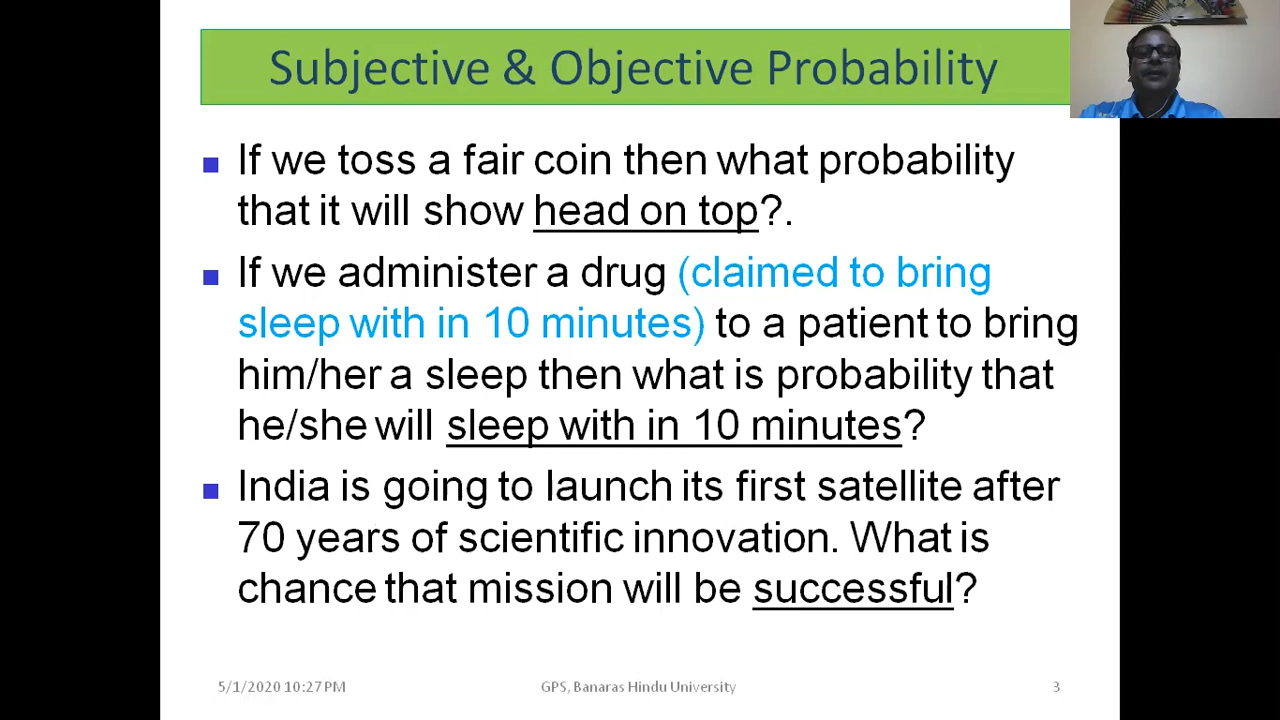 Subjective & Objective Probability
If we toss a fair coin then what probability
that it will show head on top?.
If we administer a drug (claimed to bring
sleep with in 10 minutes) to a patient to bring
him/her a sleep then what is probability that
he/she will sleep with in 10 minutes?
India is going to launch its first satellite after
70 years of scientific innovation. What is
chance that mission will be successful?
5/1/2020 10:27 PM
GPS, Banaras Hindu University
3